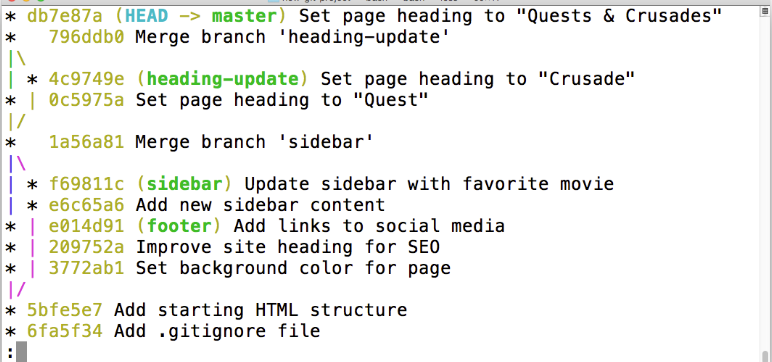 * db7e87a (HEAD -> master) Set page heading to "Quests & Crusades"
*   796ddb0 Merge branch 'heading-update'
|\
| * 4c9749e (heading-update) Set page heading to "Crusade"
* | 0c5975a Set page heading to "Quest"
|/
*   1a56a81 Merge branch 'sidebar'
|\
| * f69811c (sidebar) Update sidebar with favorite movie
| * e6c65a6 Add new sidebar content
* | e014d91 (footer) Add links to social media
* | 209752a Improve site heading for SEO
* | 3772ab1 Set background color for page
|/
* 5bfe5e7 Add starting HTML structure
* 6fa5f34 Add .gitignore file
: